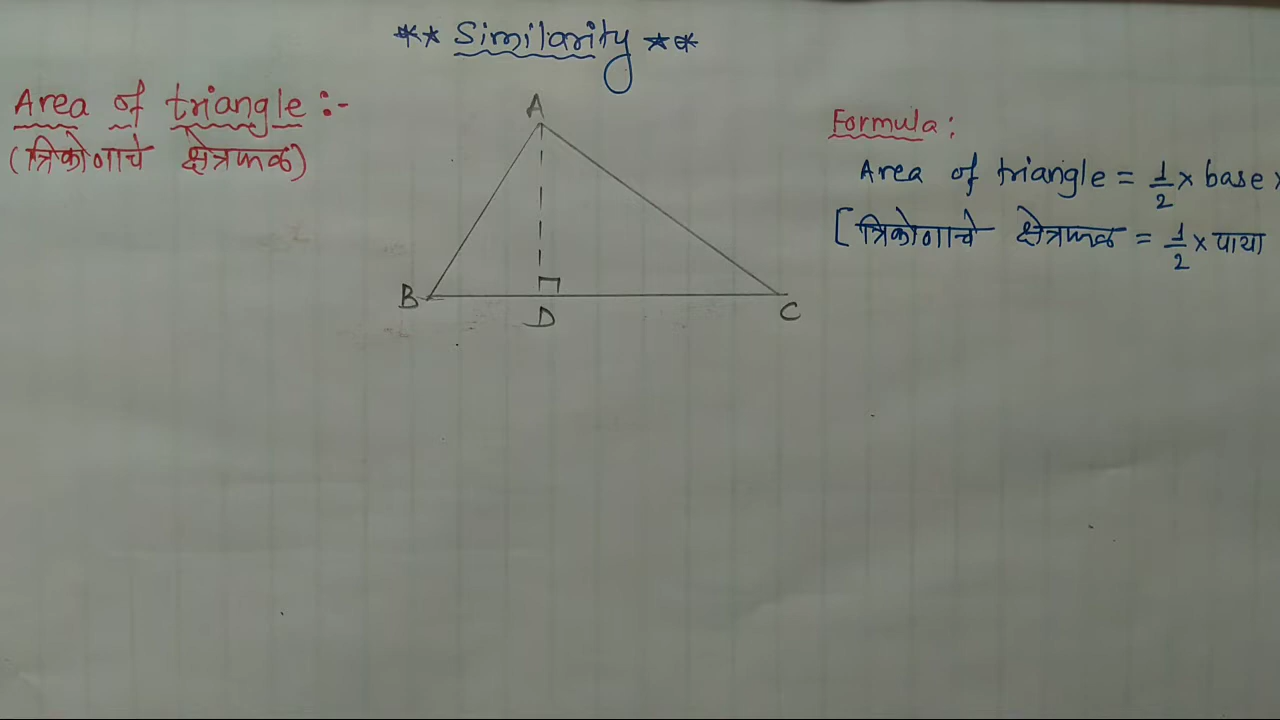 ** Similarity **
Area of triangle :-
(त्रिकोणाचे क्षेत्रफळ)
A
B
D
C
Formula:
Area of triangle = 1/2 × base ×
[त्रिकोणाचे क्षेत्रफळ = 1/2 × पाया